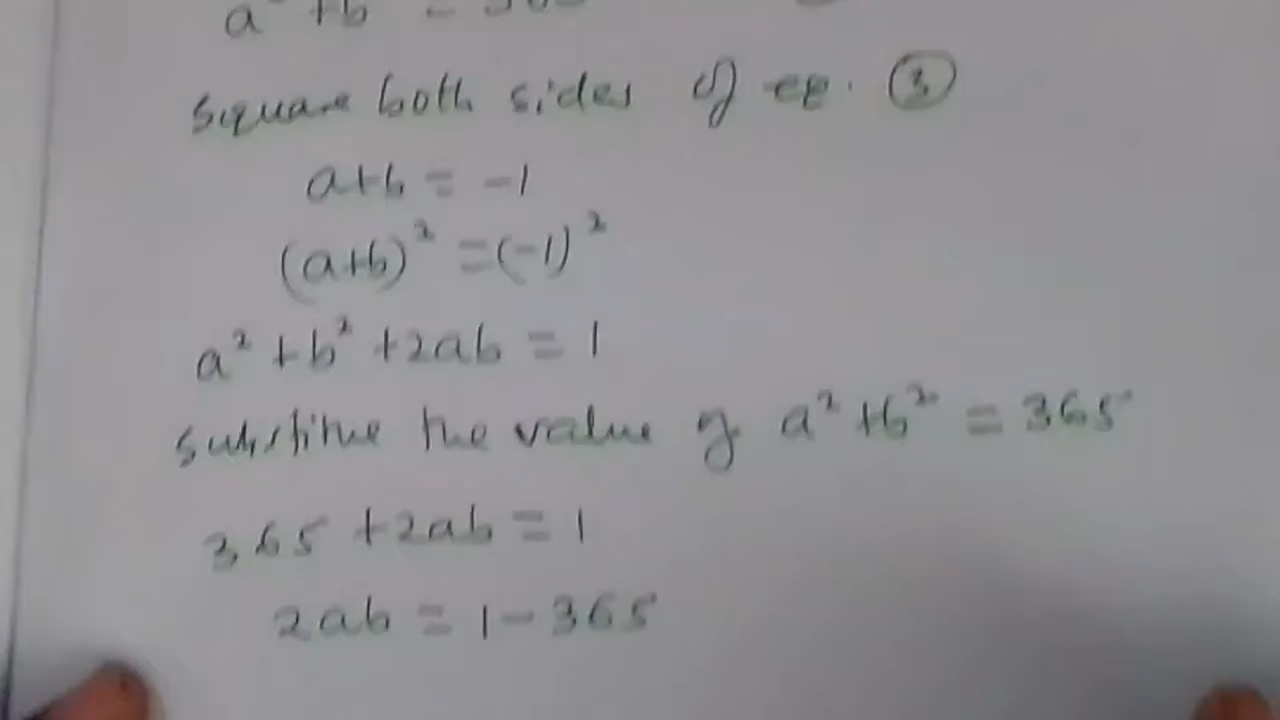 square both sides of eq. ③
a+b = -1
(a+b)² = (-1)²
a² + b² + 2ab = 1
substitue the value of a² + b² = 365
365 + 2ab = 1
2ab = 1 - 365